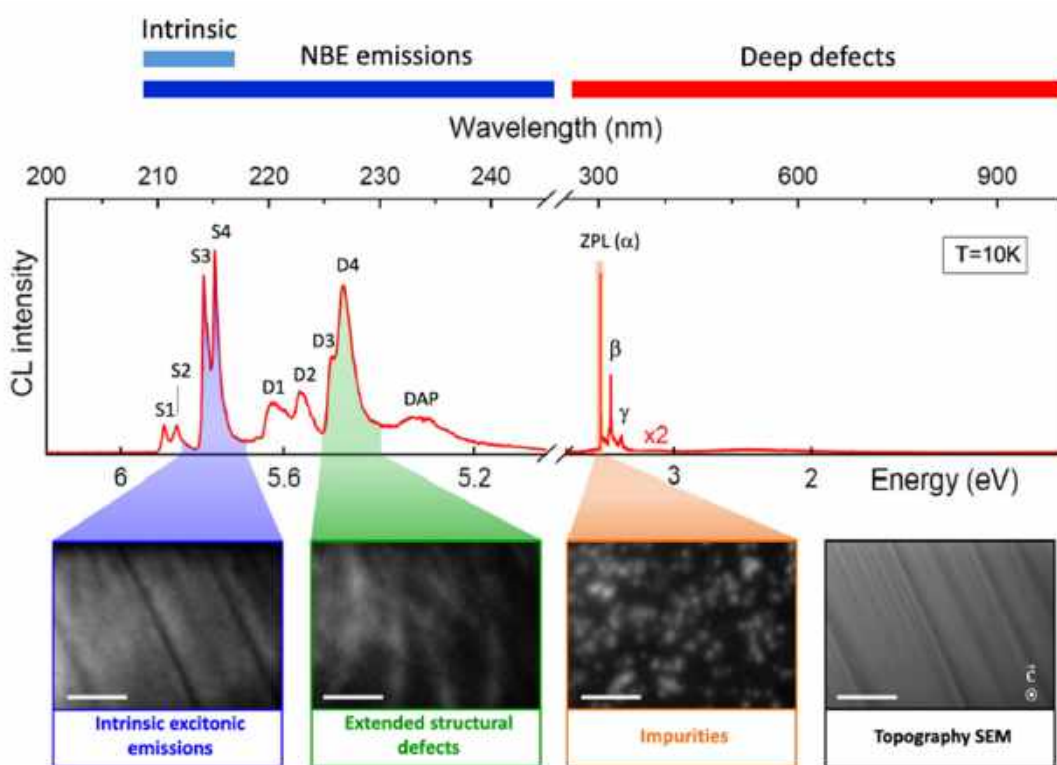 Intrinsic
NBE emissions
Deep defects
Wavelength (nm)
200 210 220 230 240 300 600 900
CL intensity
S1
S2
S3
S4
D1
D2
D3
D4
DAP
ZPL (α)
β
γ
x2
T=10K
6 5.6 5.2 3 2 Energy (eV)
c
Intrinsic excitonic
emissions
Extended structural
defects
Impurities
Topography SEM